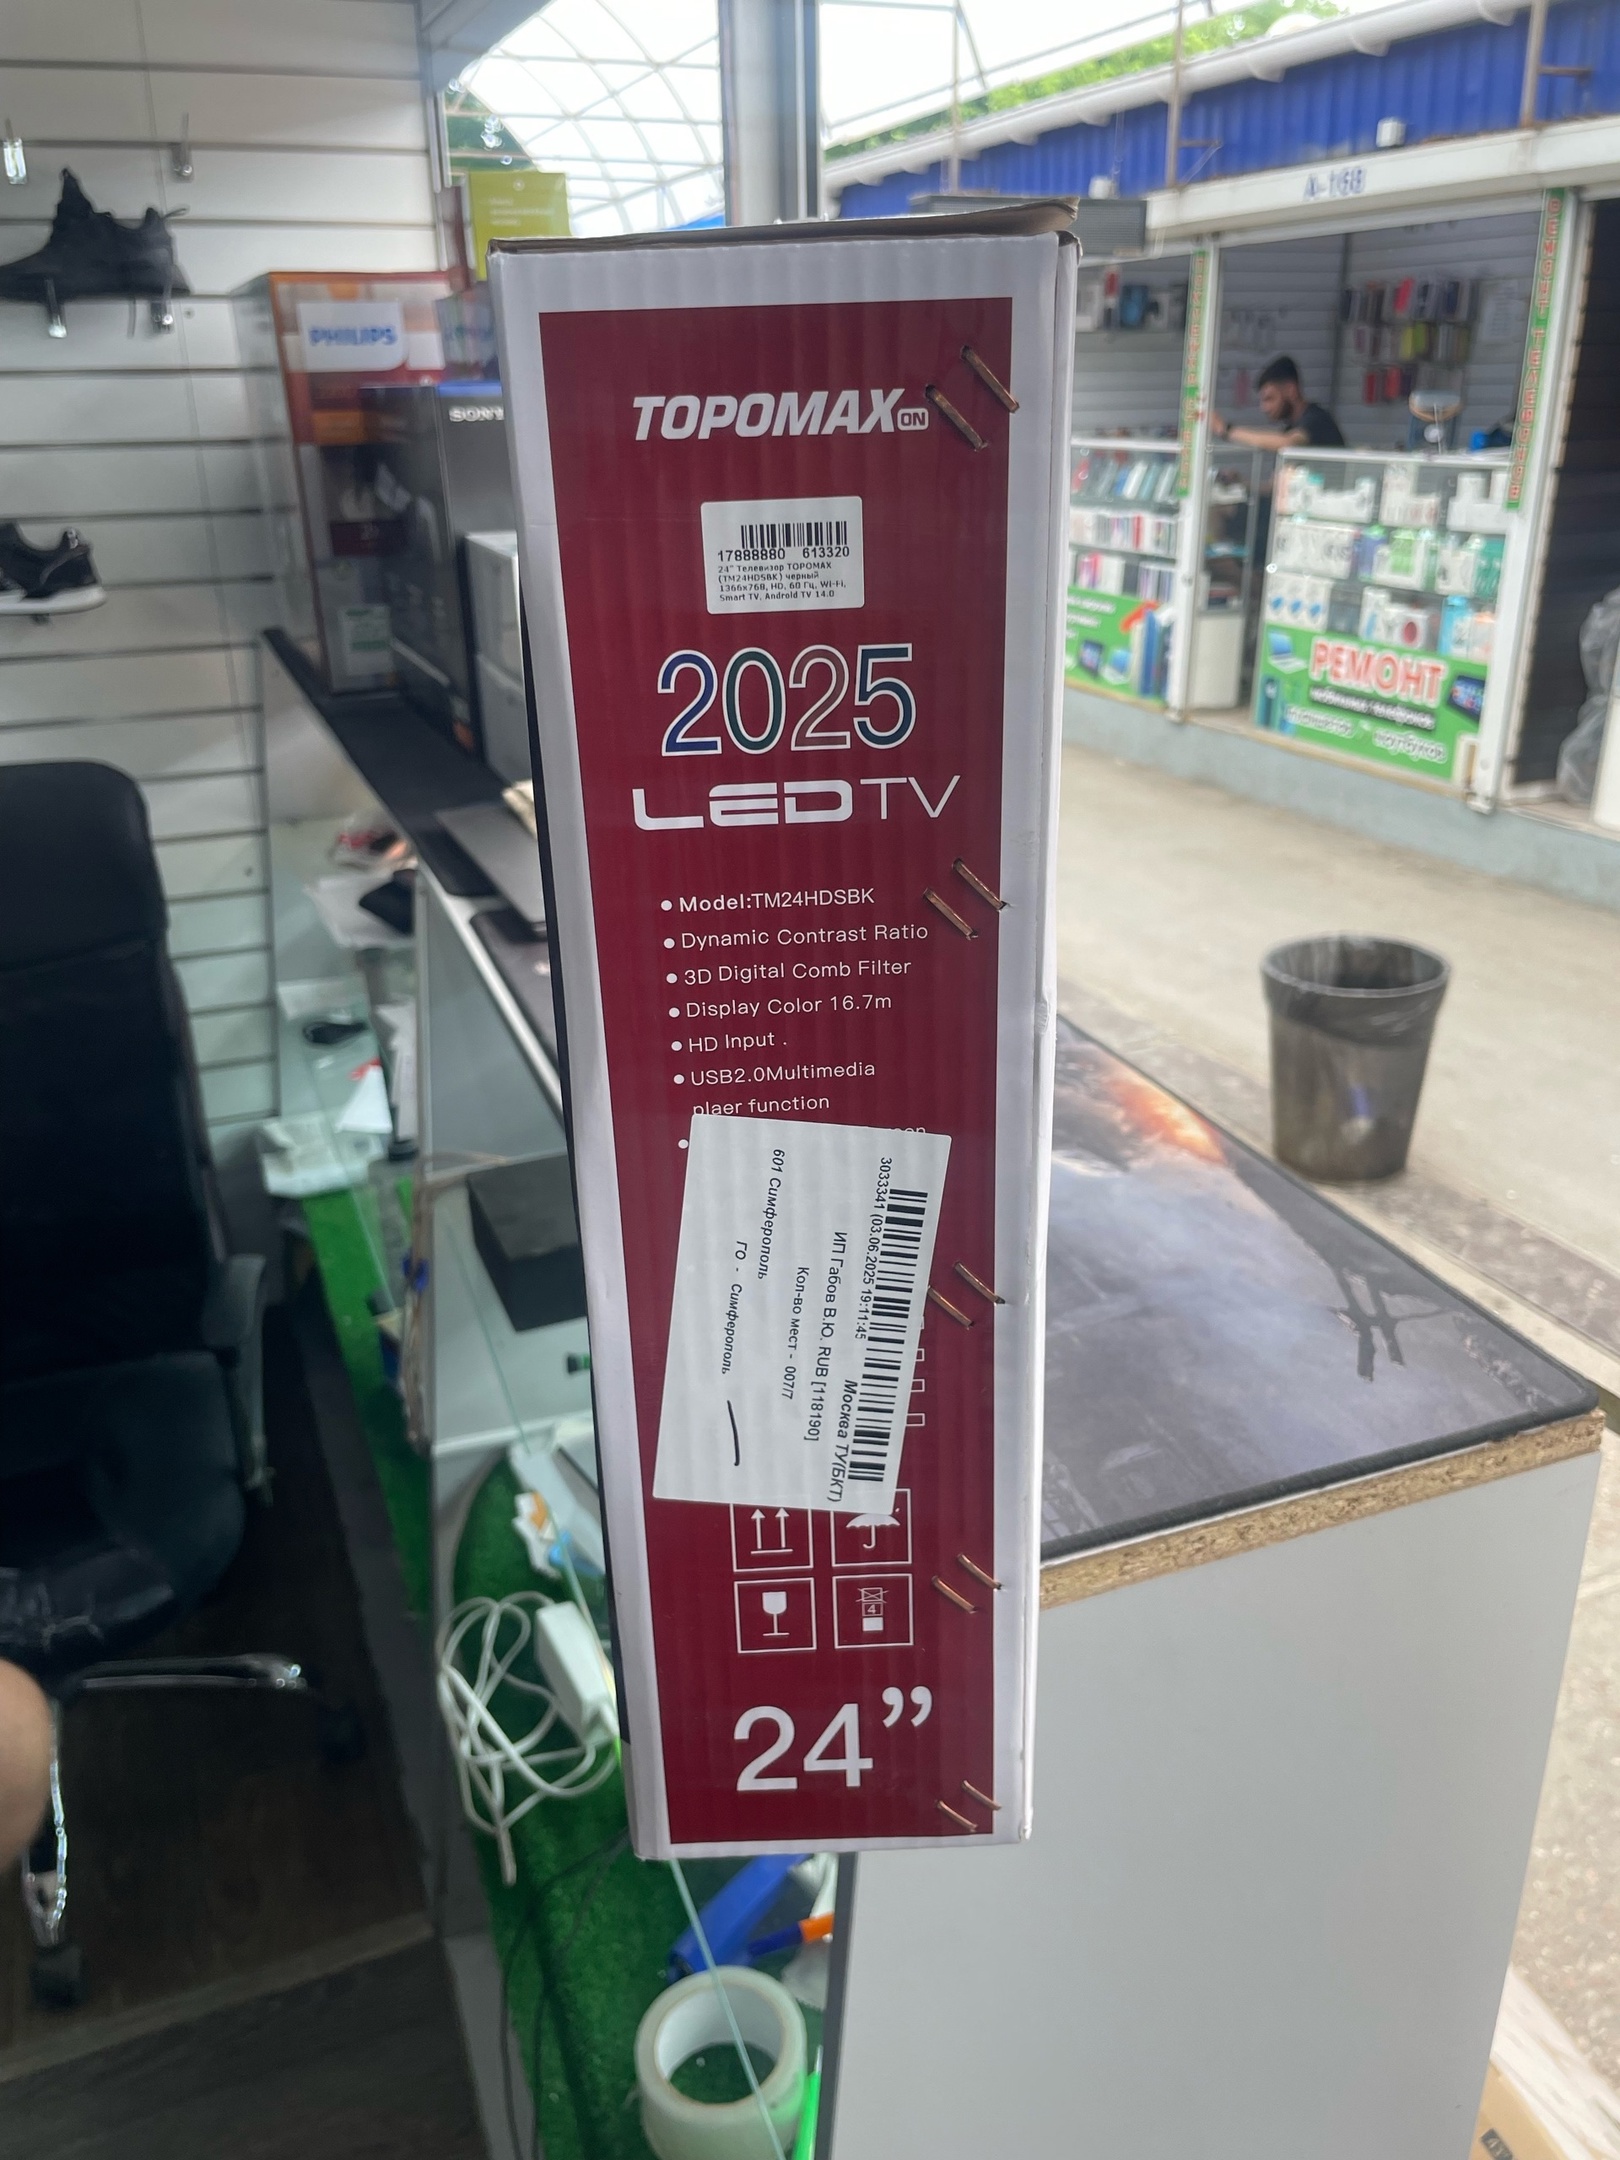 A-168
PHILIPS
SONY
TOPOMAX ON
17888880 613320
24" Телевизор TOPOMAX
(TM24HDSBK) черный
1366x768, HD, 60 Гц, Wi-Fi,
Smart TV, Android TV 14.0
2025
LED TV
Model:TM24HDSBK
Dynamic Contrast Ratio
3D Digital Comb Filter
Display Color 16.7m
HD Input .
USB2.0Multimedia
plaer function
3033341 (03.06.2025 19:11:45
Москва ТУ(БКТ)
ИП Габов В.Ю. RUB [118190]
Кол-во мест - 007/7
601 Симферополь
ГО - Симферополь
4
24”
РЕМОНТ